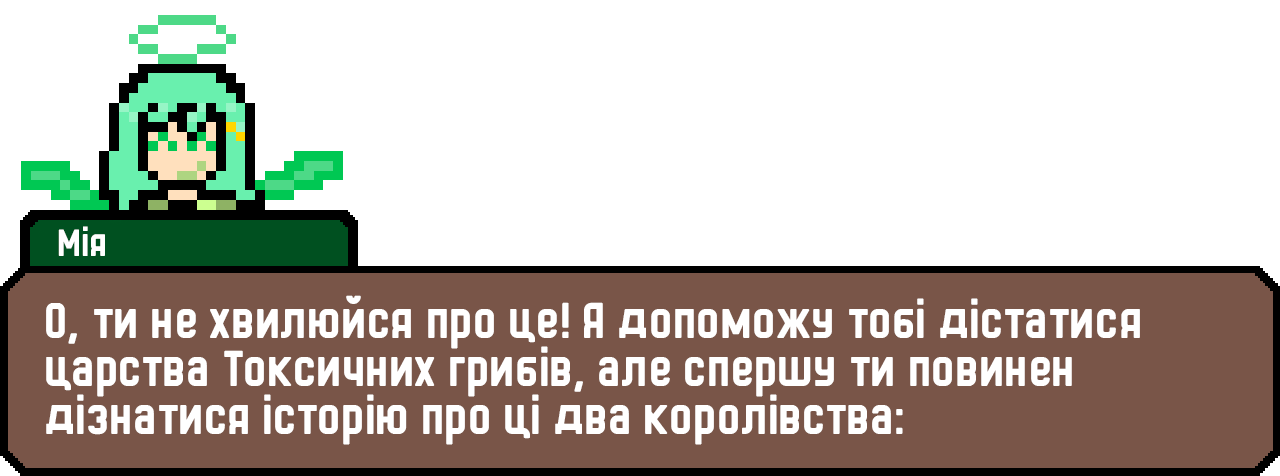 Мія
О, ти не хвилюйся про це! Я допоможу тобі дістатися
царства Токсичних грибів, але спершу ти повинен
дізнатися історію про ці два королівства: